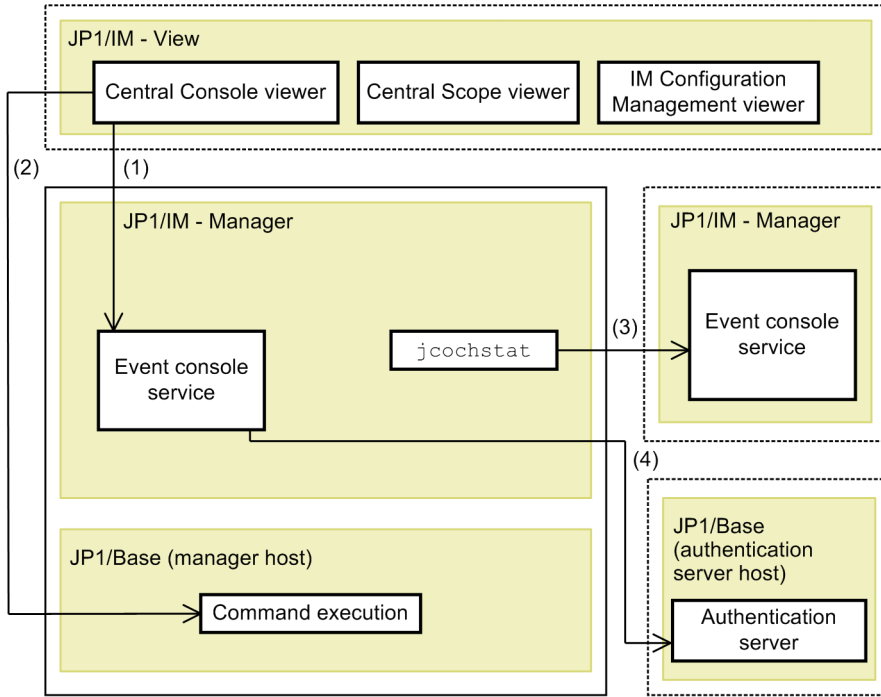 JP1/IM - View
Central Console viewer
Central Scope viewer
IM Configuration
Management viewer
(2)
(1)
JP1/IM - Manager
JP1/IM - Manager
Event console
service
jcochstat
(3)
Event console
service
(4)
JP1/Base (manager host)
Command execution
JP1/Base
(authentication
server host)
Authentication
server